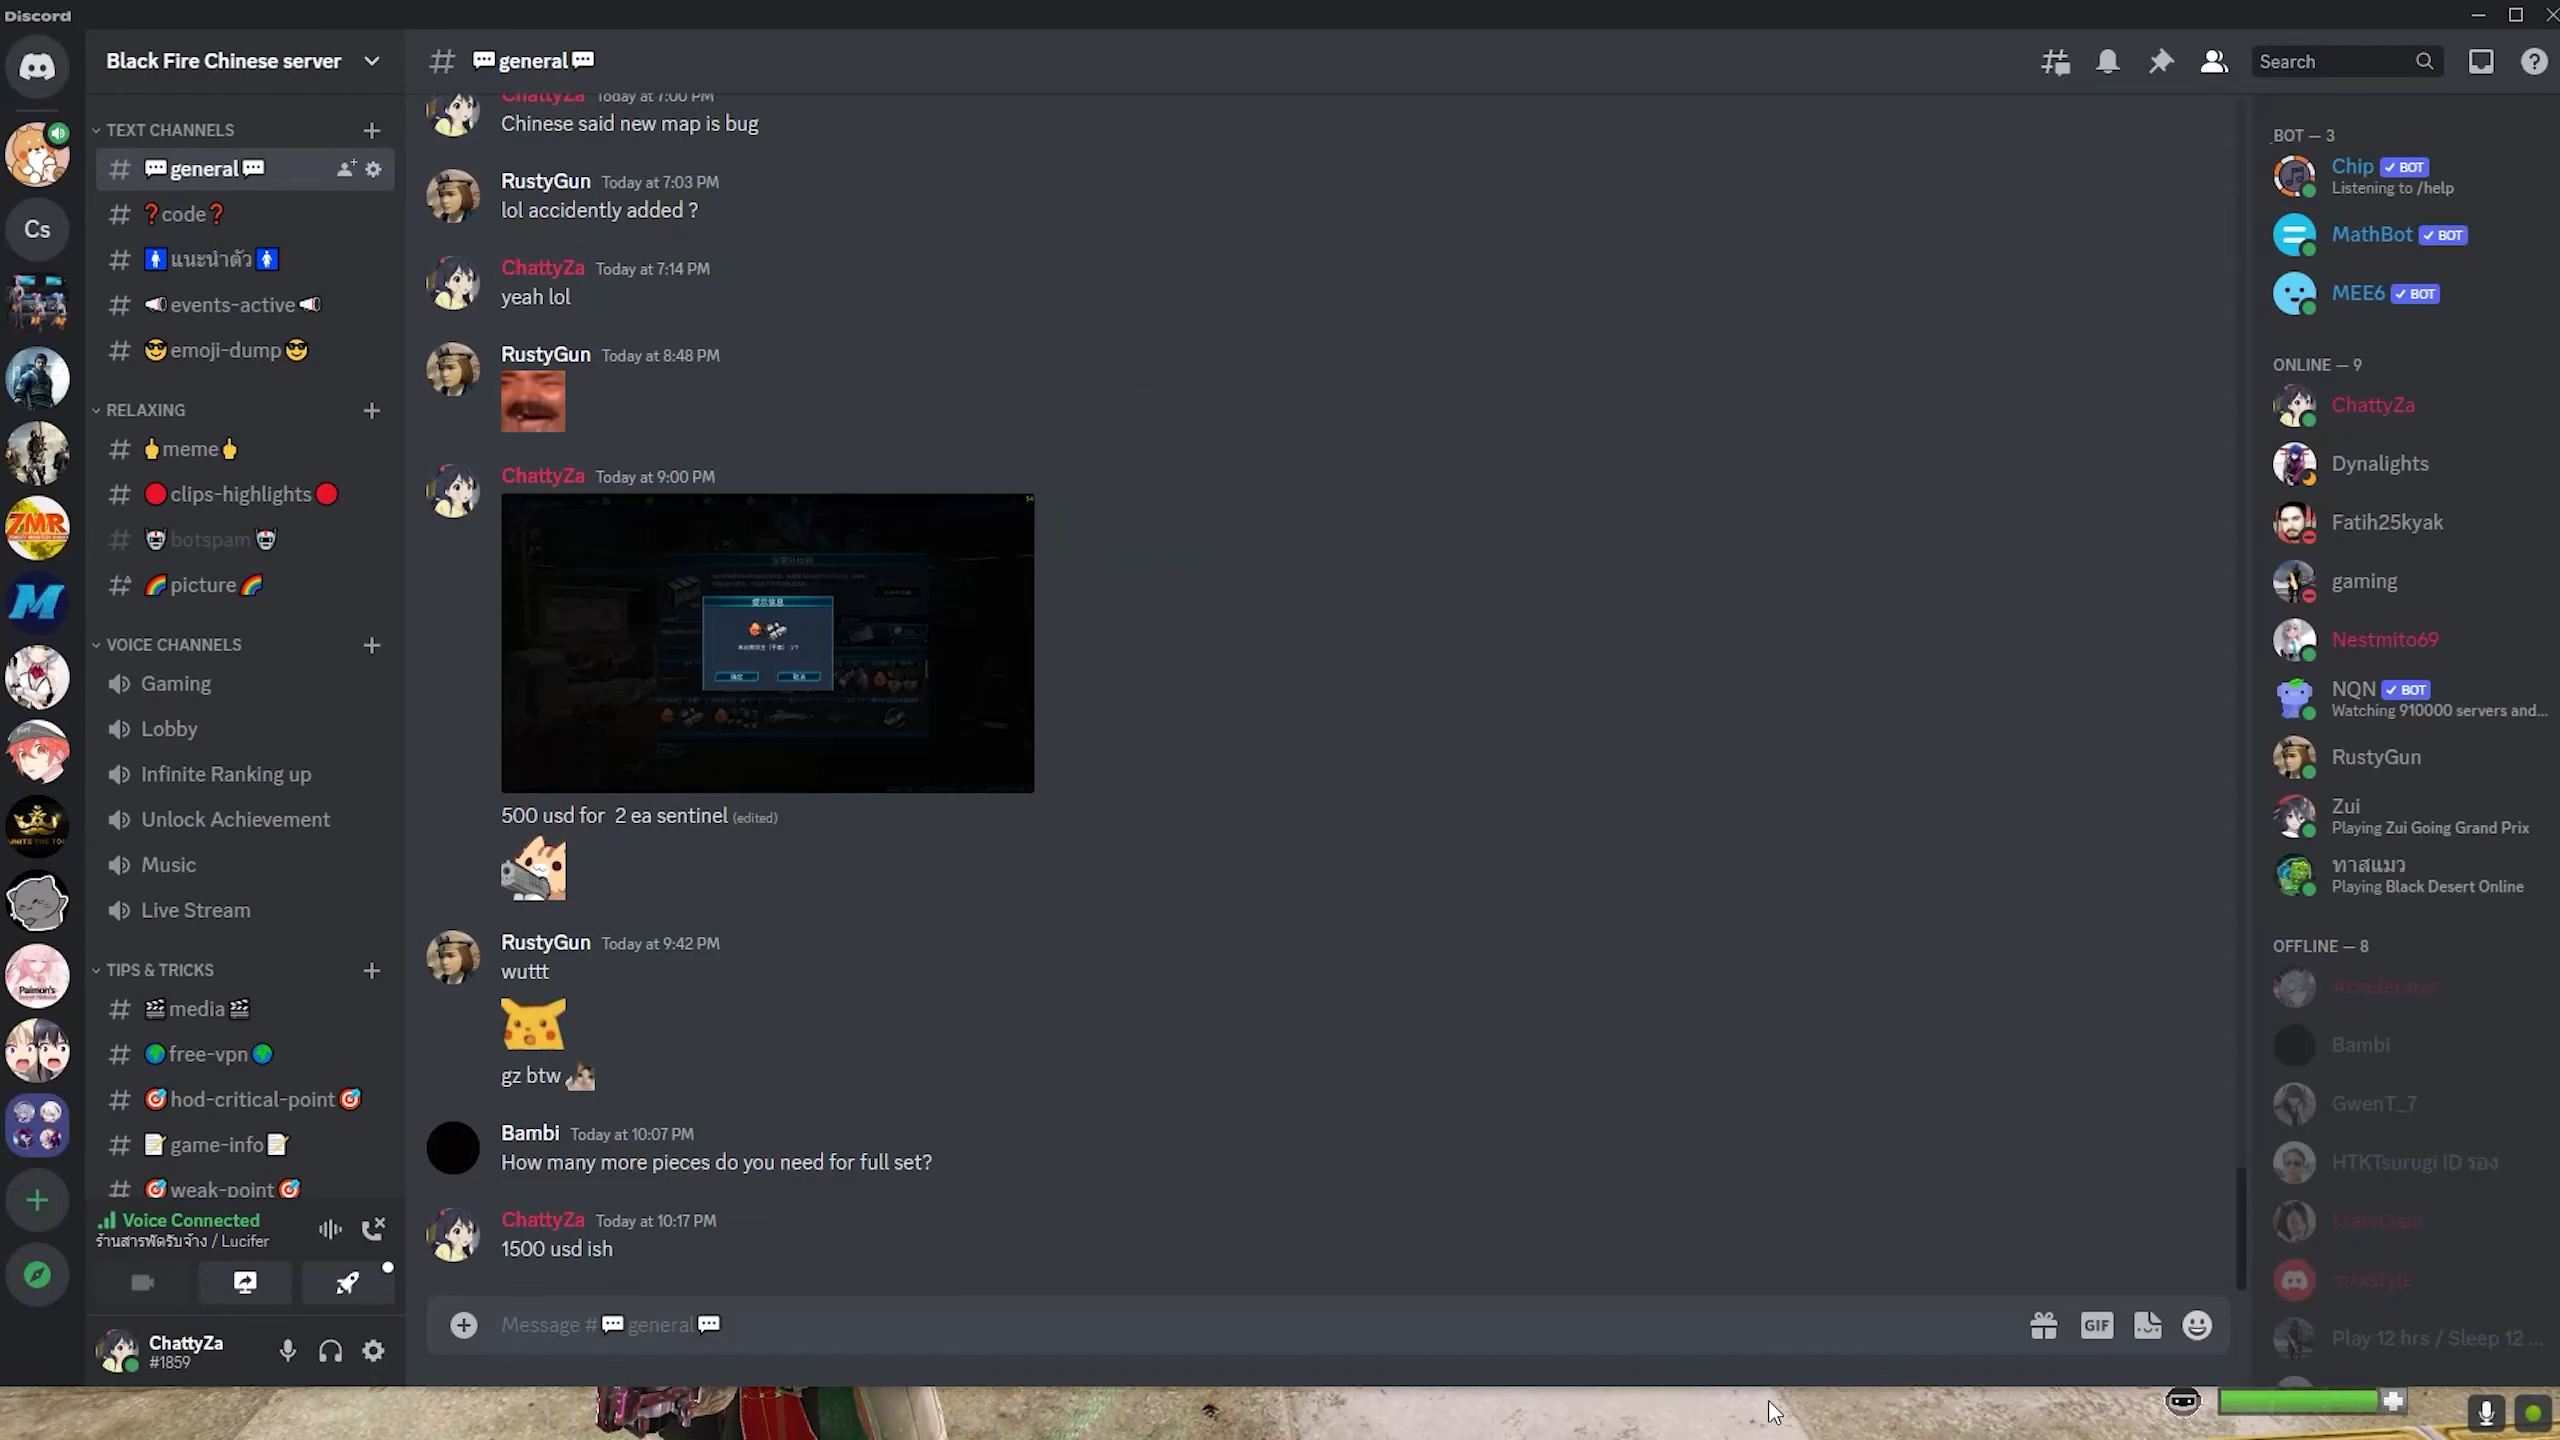 Discord
Black Fire Chinese server
general
Search
TEXT CHANNELS
general
code
แนะนำตัว
events-active
emoji-dump
RELAXING
meme
clips-highlights
botspam
picture
VOICE CHANNELS
Gaming
Lobby
Infinite Ranking up
Unlock Achievement
Music
Live Stream
TIPS & TRICKS
media
free-vpn
hod-critical-point
game-info
weak-point
Voice Connected
ร้านสารพัดรับจ้าง / Lucifer
ChattyZa
#1859
Cs
ZMR
ChattyZa Today at 7:00 PM
Chinese said new map is bug
RustyGun Today at 7:03 PM
lol accidently added ?
ChattyZa Today at 7:14 PM
yeah lol
RustyGun Today at 8:48 PM
ChattyZa Today at 9:00 PM
提示信息
确定 取消
500 usd for 2 ea sentinel (edited)
RustyGun Today at 9:42 PM
wuttt
gz btw
Bambi Today at 10:07 PM
How many more pieces do you need for full set?
ChattyZa Today at 10:17 PM
1500 usd ish
Message # general
GIF
BOT — 3
Chip BOT
Listening to /help
MathBot BOT
MEE6 BOT
ONLINE — 9
ChattyZa
Dynalights
Fatih25kyak
gaming
Nestmito69
NQN BOT
Watching 910000 servers and...
RustyGun
Zui
Playing Zui Going Grand Prix
ทาสแมว
Playing Black Desert Online
OFFLINE — 8
Bambi
GwenT_7
HTKTsurugi ID รอง
Play 12 hrs / Sleep 12 ...